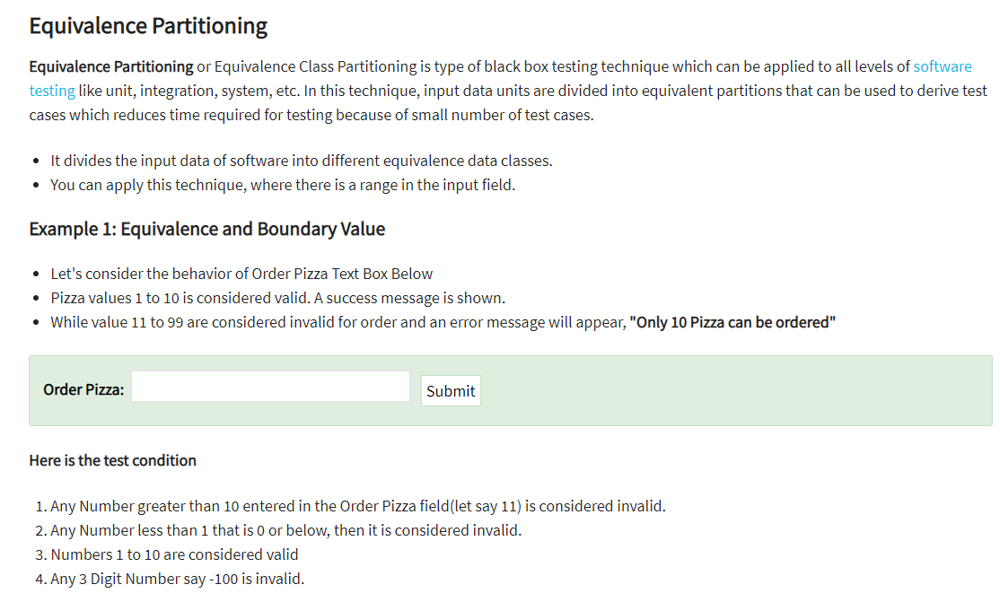 Equivalence Partitioning
Equivalence Partitioning or Equivalence Class Partitioning is type of black box testing technique which can be applied to all levels of software
testing like unit, integration, system, etc. In this technique, input data units are divided into equivalent partitions that can be used to derive test
cases which reduces time required for testing because of small number of test cases.
• It divides the input data of software into different equivalence data classes.
• You can apply this technique, where there is a range in the input field.
Example 1: Equivalence and Boundary Value
• Let's consider the behavior of Order Pizza Text Box Below
• Pizza values 1 to 10 is considered valid. A success message is shown.
• While value 11 to 99 are considered invalid for order and an error message will appear, "Only 10 Pizza can be ordered"
Order Pizza: Submit
Here is the test condition
1. Any Number greater than 10 entered in the Order Pizza field(let say 11) is considered invalid.
2. Any Number less than 1 that is 0 or below, then it is considered invalid.
3. Numbers 1 to 10 are considered valid
4. Any 3 Digit Number say -100 is invalid.